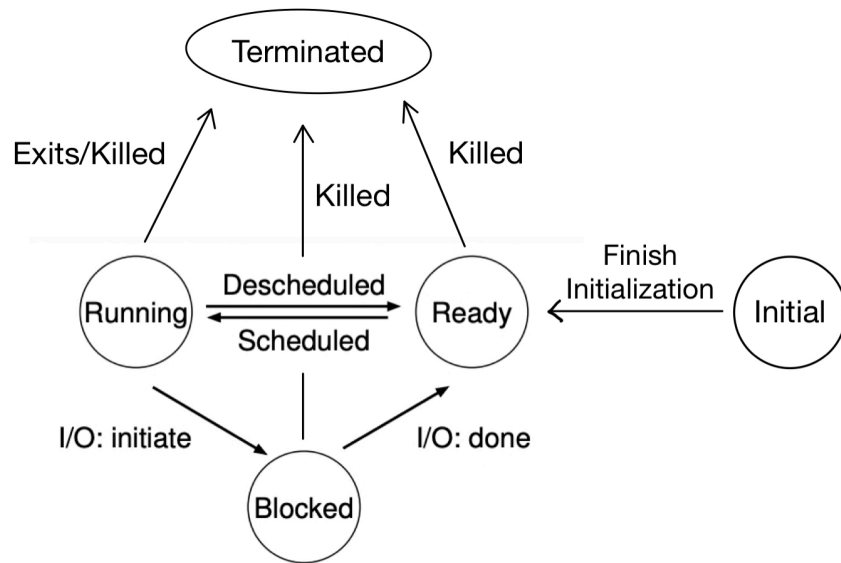 Terminated
Exits/Killed
Killed
Killed
Finish
Initialization
Descheduled
Running
Ready
Initial
Scheduled
I/O: initiate
I/O: done
Blocked